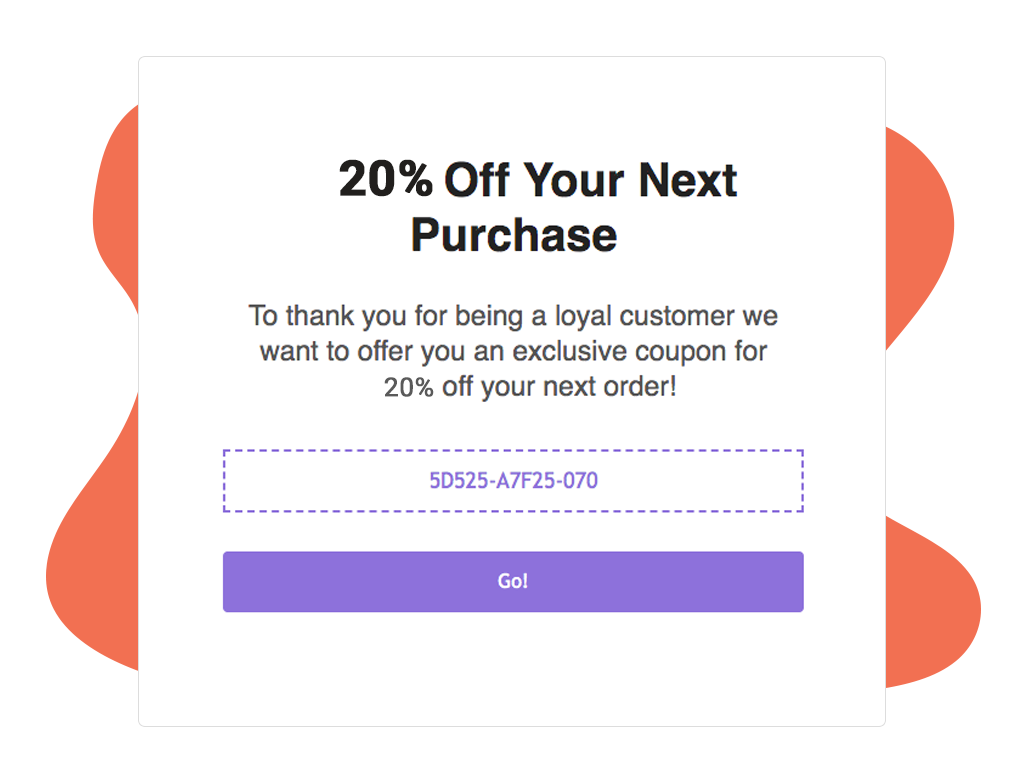 20% Off Your Next
Purchase
To thank you for being a loyal customer we
want to offer you an exclusive coupon for
20% off your next order!
5D525-A7F25-070
Go!